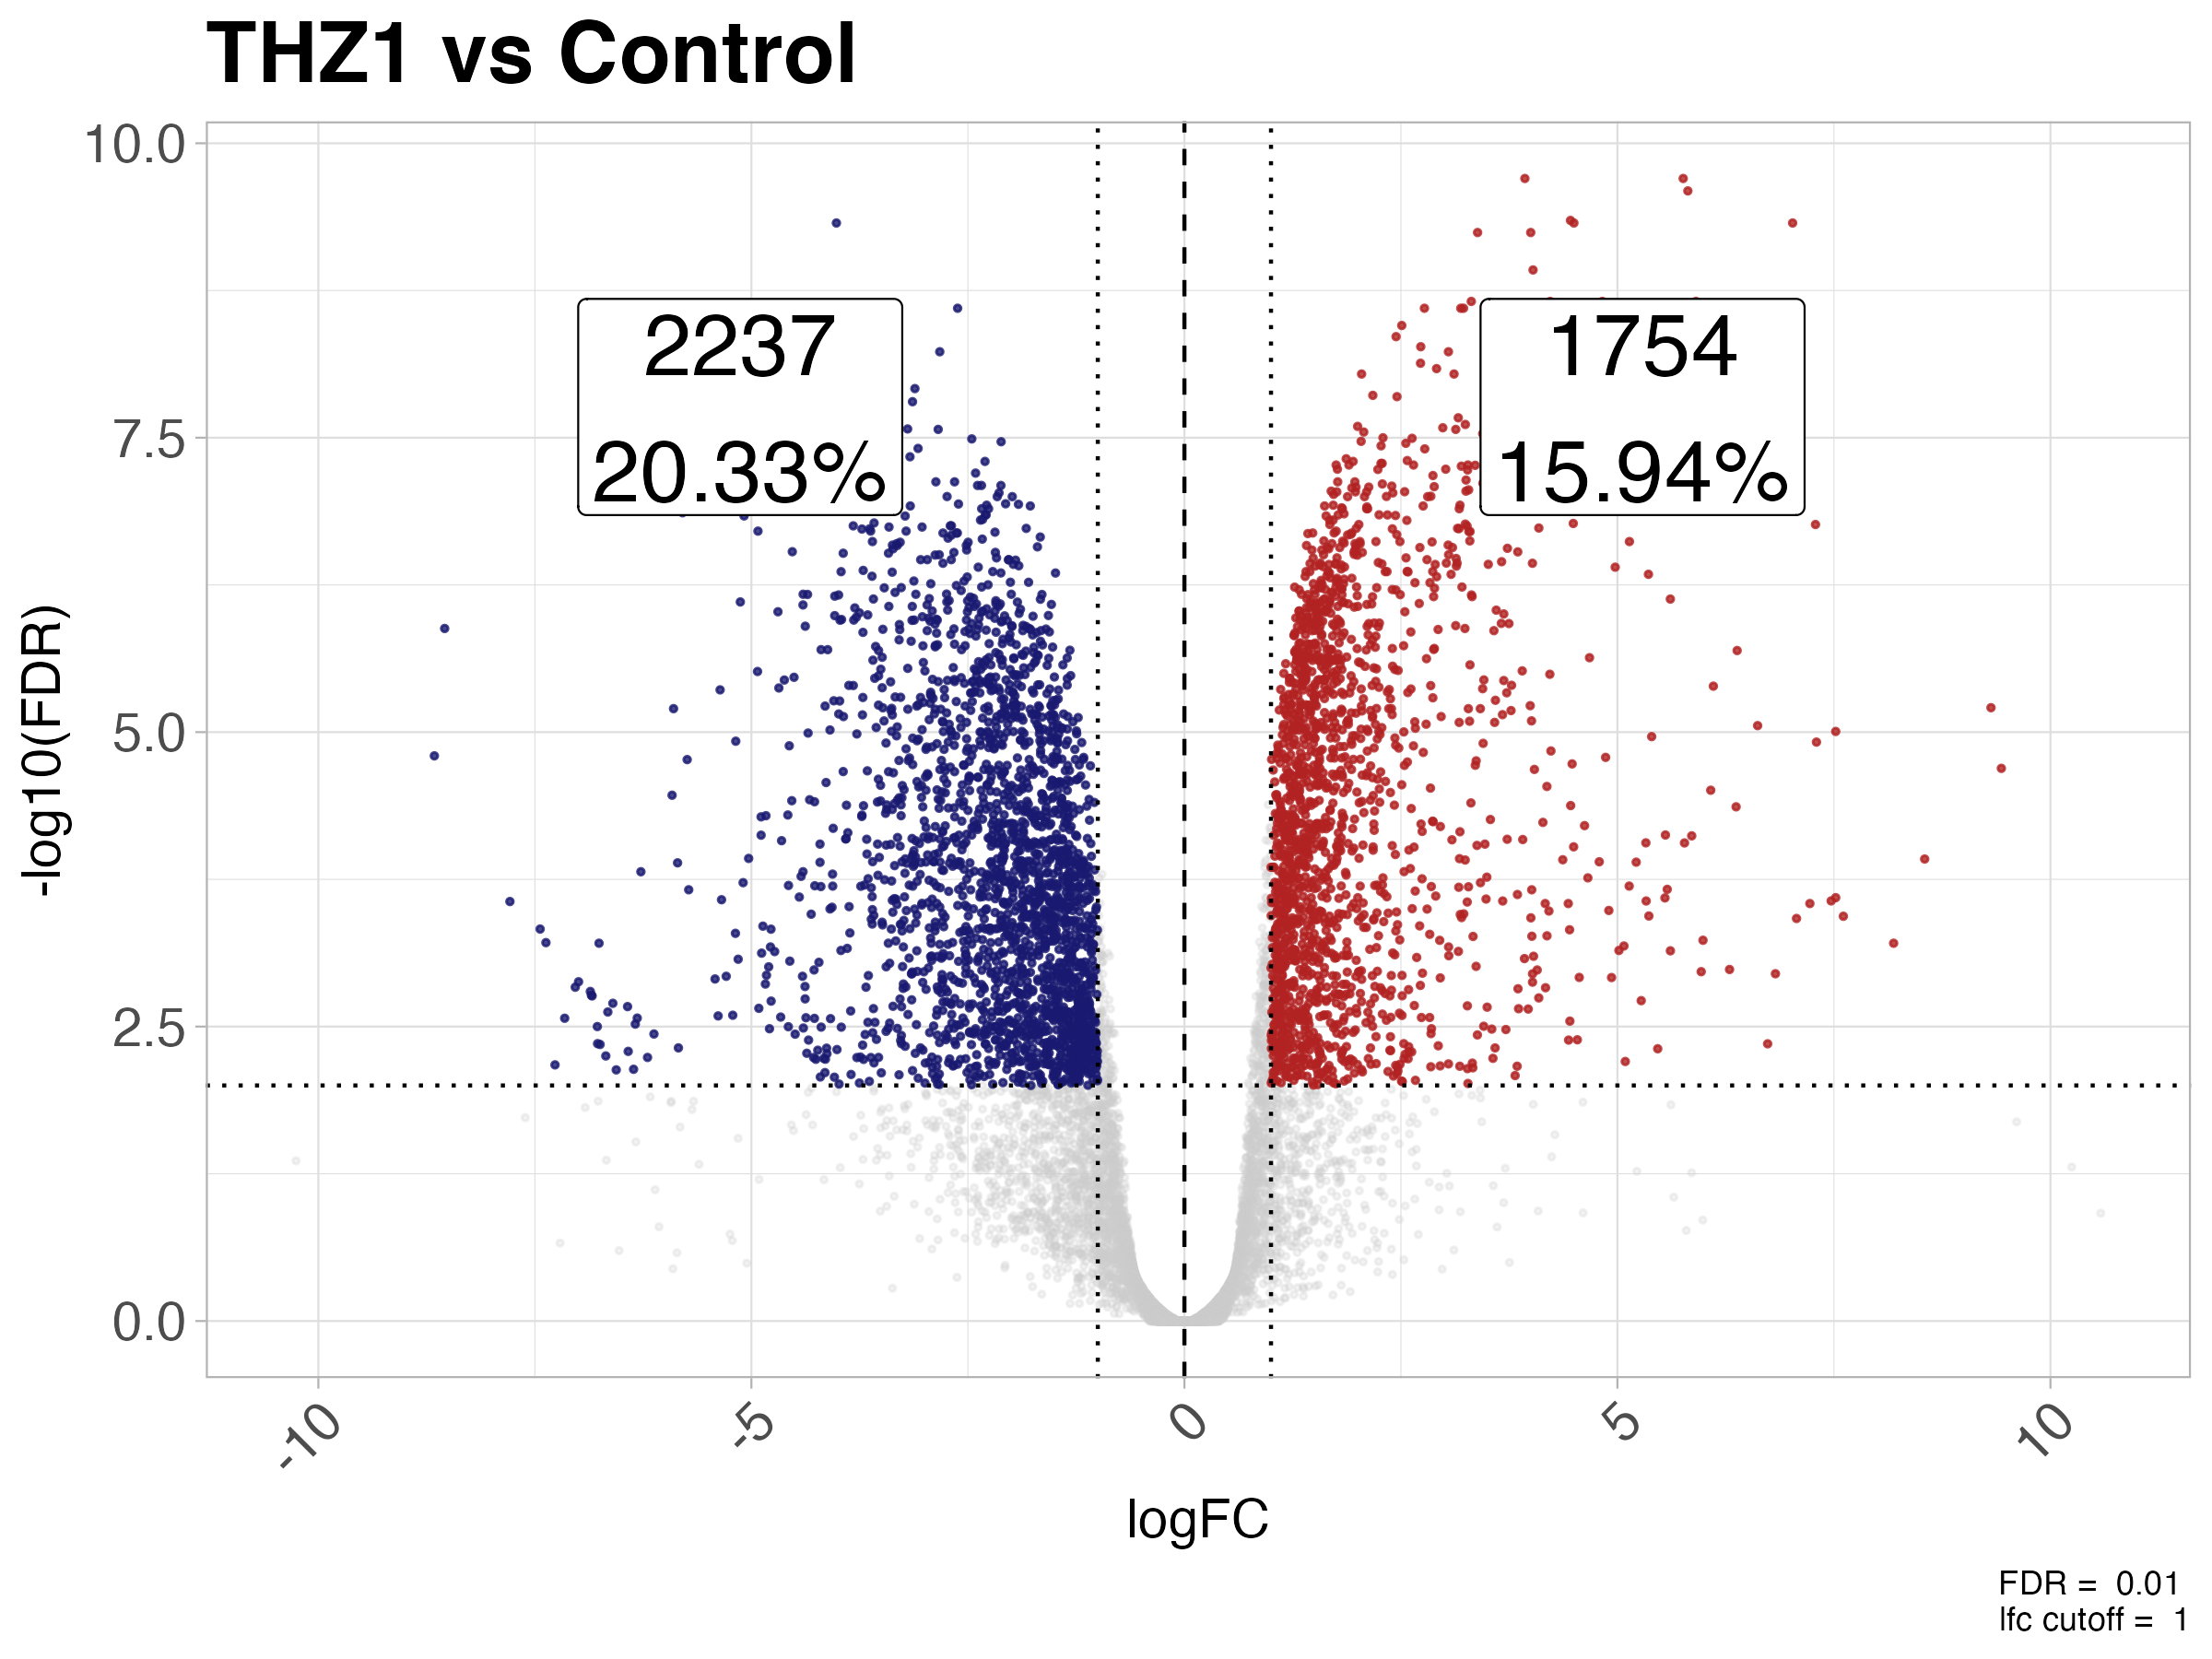 THZ1 vs Control
10.0
7.5
5.0
2.5
0.0
-log10(FDR)
2237
20.33%
1754
15.94%
-10
-5
0
5
10
logFC
FDR = 0.01
lfc cutoff = 1